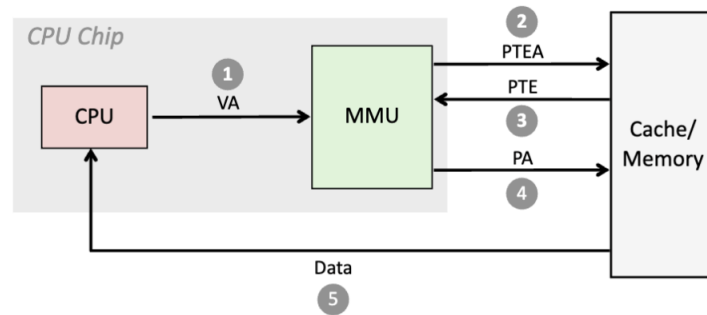 CPU Chip
2
PTEA
1
VA
PTE
3
CPU
MMU
Cache/
Memory
PA
4
Data
5